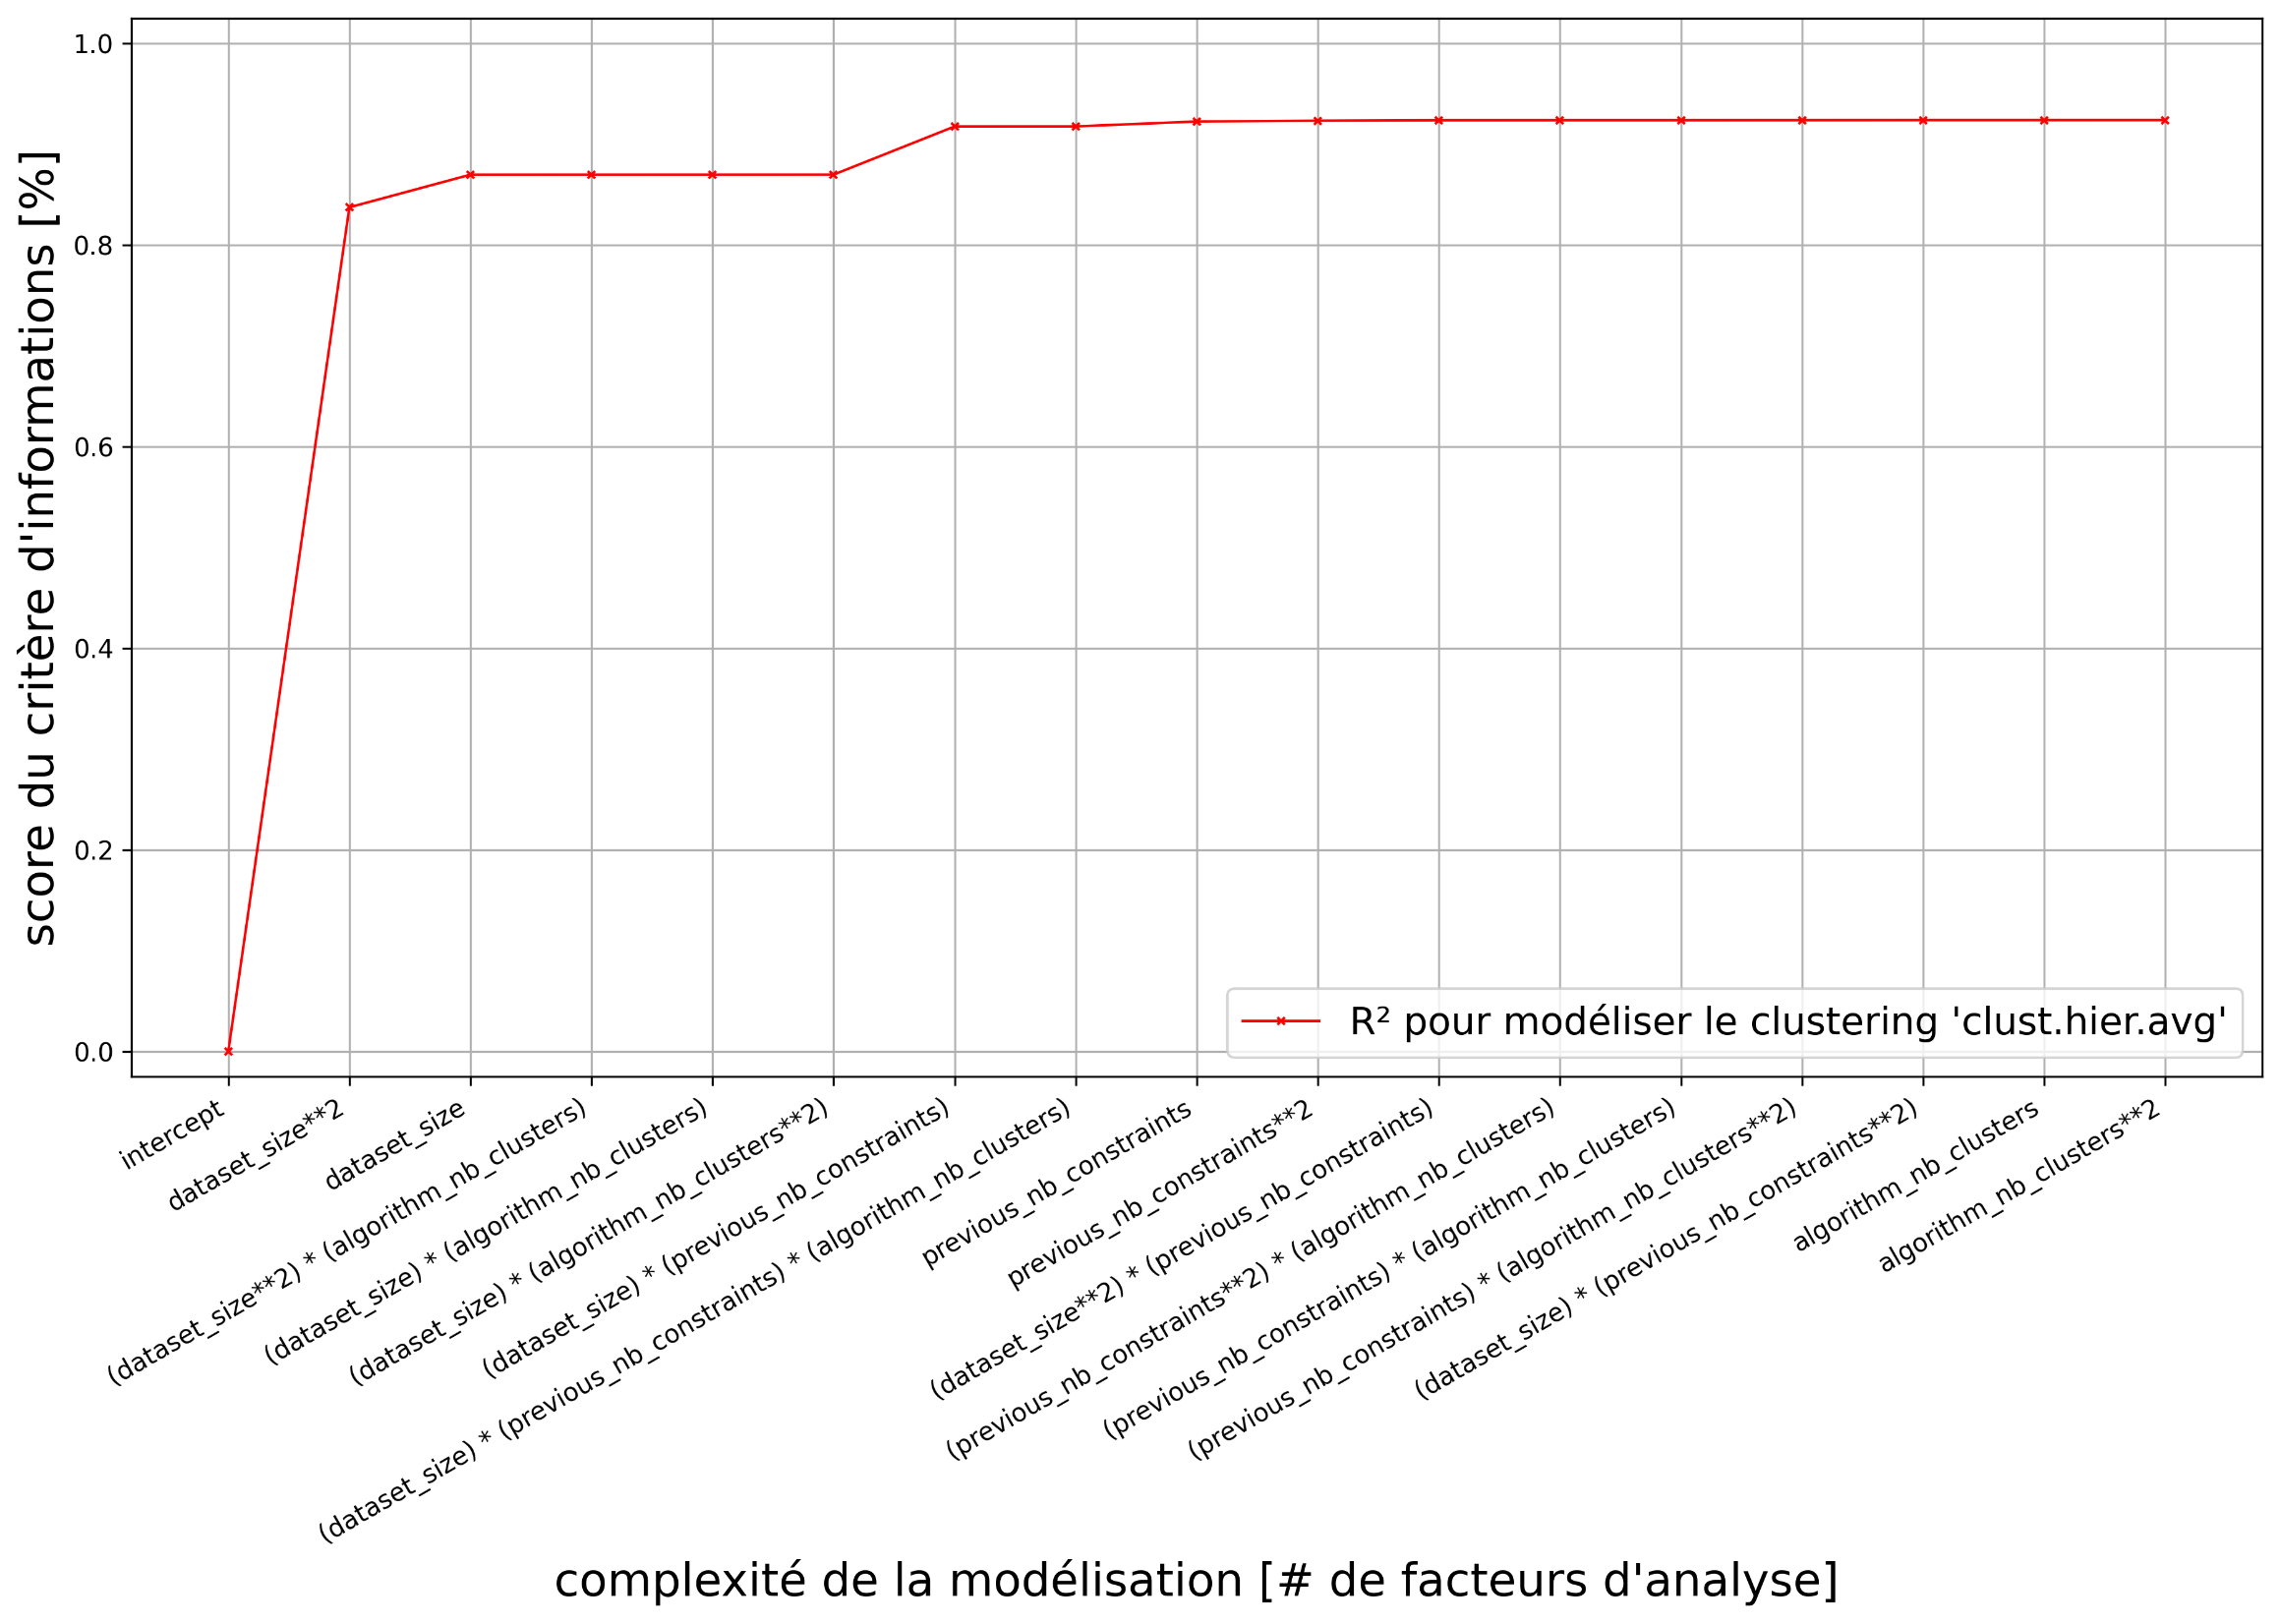 score du critère d'informations [%]
1.0
0.8
0.6
0.4
0.2
0.0
R² pour modéliser le clustering 'clust.hier.avg'
intercept
dataset_size**2
dataset_size
(dataset_size**2) * (algorithm_nb_clusters)
(dataset_size) * (algorithm_nb_clusters)
(dataset_size) * (algorithm_nb_clusters**2)
(dataset_size) * (previous_nb_constraints)
(dataset_size) * (previous_nb_constraints) * (algorithm_nb_clusters)
previous_nb_constraints
previous_nb_constraints**2
(dataset_size**2) * (previous_nb_constraints)
(previous_nb_constraints**2) * (algorithm_nb_clusters)
(previous_nb_constraints) * (algorithm_nb_clusters)
(previous_nb_constraints) * (algorithm_nb_clusters**2)
(dataset_size) * (previous_nb_constraints**2)
algorithm_nb_clusters
algorithm_nb_clusters**2
complexité de la modélisation [# de facteurs d'analyse]